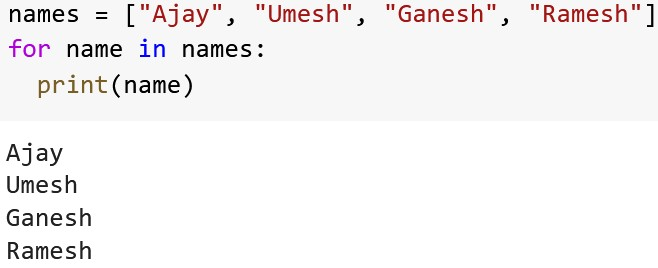 names = ["Ajay", "Umesh", "Ganesh", "Ramesh"]
for name in names:
  print(name)
Ajay
Umesh
Ganesh
Ramesh